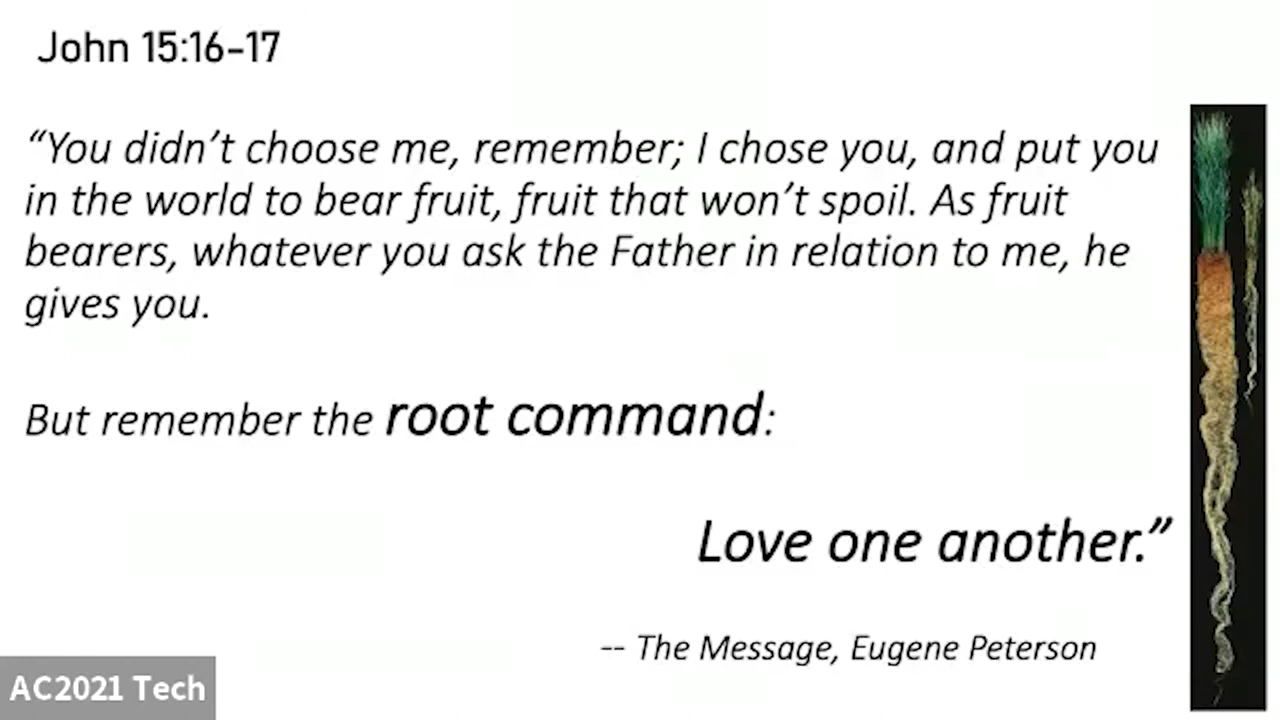 John 15:16-17
“You didn’t choose me, remember; I chose you, and put you
in the world to bear fruit, fruit that won’t spoil. As fruit
bearers, whatever you ask the Father in relation to me, he
gives you.
But remember the root command:
Love one another.”
-- The Message, Eugene Peterson
AC2021 Tech